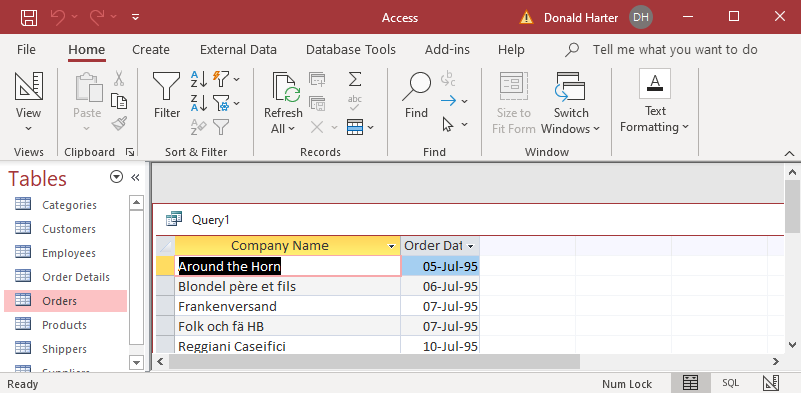 Access
Donald Harter
DH
File Home Create External Data Database Tools Add-ins Help Tell me what you want to do
View
Views
Paste
Clipboard
Filter
Sort & Filter
Refresh
All
abc
Records
Find
b
c
Find
Size to
Fit Form
Switch
Windows
Window
A
Text
Formatting
Tables
Categories
Customers
Employees
Order Details
Orders
Products
Shippers
Suppliers
Query1
Company Name Order Dat
Around the Horn 05-Jul-95
Blondel père et fils 06-Jul-95
Frankenversand 07-Jul-95
Folk och fä HB 07-Jul-95
Reggiani Caseifici 10-Jul-95
Ready
Num Lock
SQL